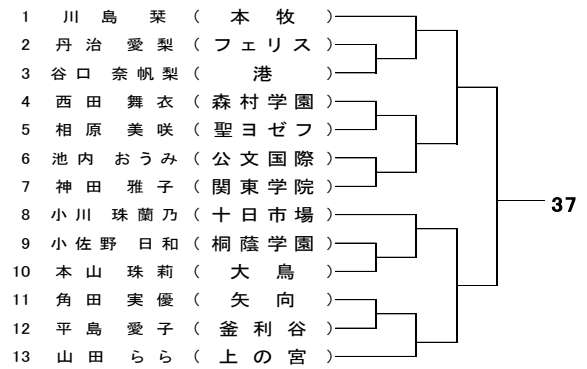 1 川島 栞 ( 本牧 )
2 丹治 愛梨 ( フェリス )
3 谷口 奈帆梨 ( 港 )
4 西田 舞衣 ( 森村学園 )
5 相原 美咲 ( 聖ヨゼフ )
6 池内 おうみ ( 公文国際 )
7 神田 雅子 ( 関東学院 )
8 小川 珠蘭乃 ( 十日市場 )
9 小佐野 日和 ( 桐蔭学園 )
10 本山 珠莉 ( 大鳥 )
11 角田 実優 ( 矢向 )
12 平島 愛子 ( 釜利谷 )
13 山田 らら ( 上の宮 )
37